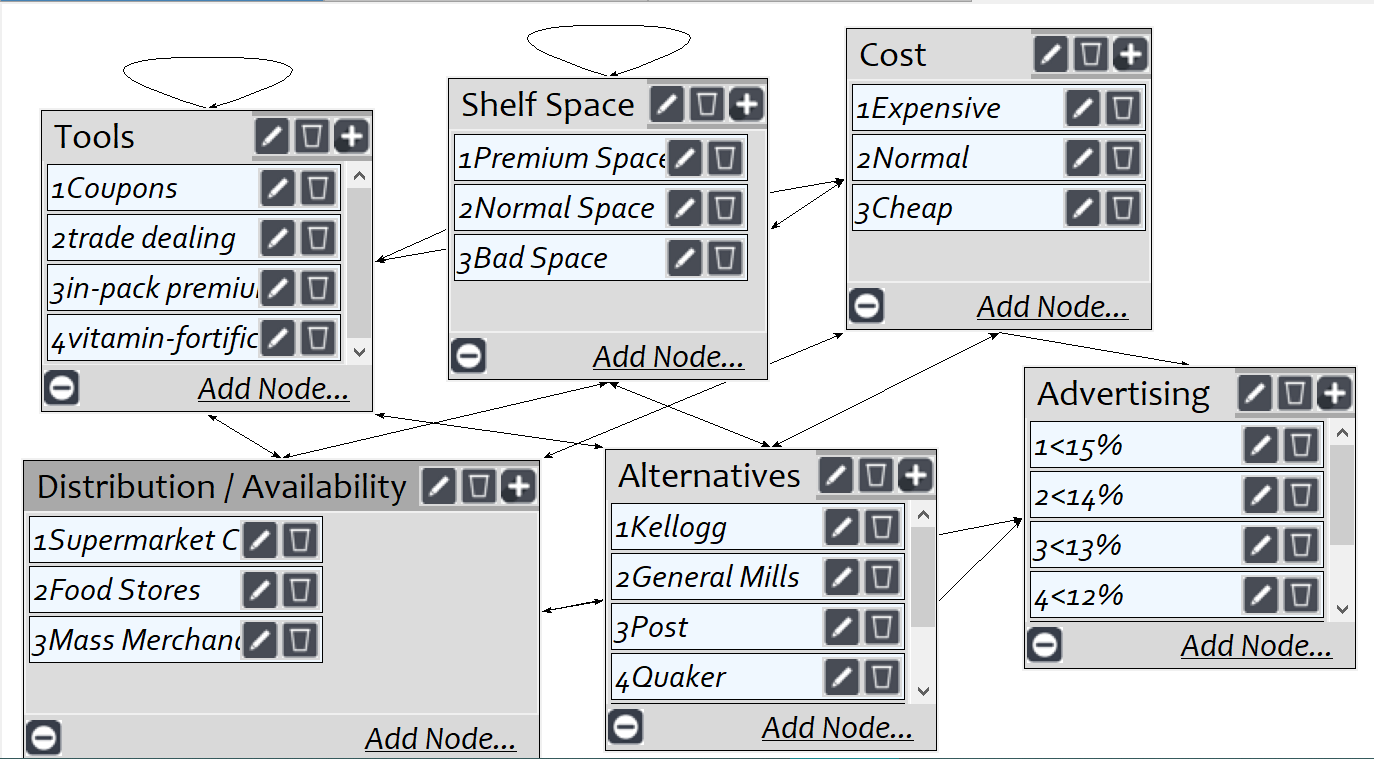 Tools
1Coupons
2trade dealing
3in-pack premiu
4vitamin-fortific
Add Node...
Shelf Space
1Premium Space
2Normal Space
3Bad Space
Add Node...
Cost
1Expensive
2Normal
3Cheap
Add Node...
Distribution / Availability
1Supermarket C
2Food Stores
3Mass Merchan
Add Node...
Alternatives
1Kellogg
2General Mills
3Post
4Quaker
Add Node...
Advertising
1<15%
2<14%
3<13%
4<12%
Add Node...